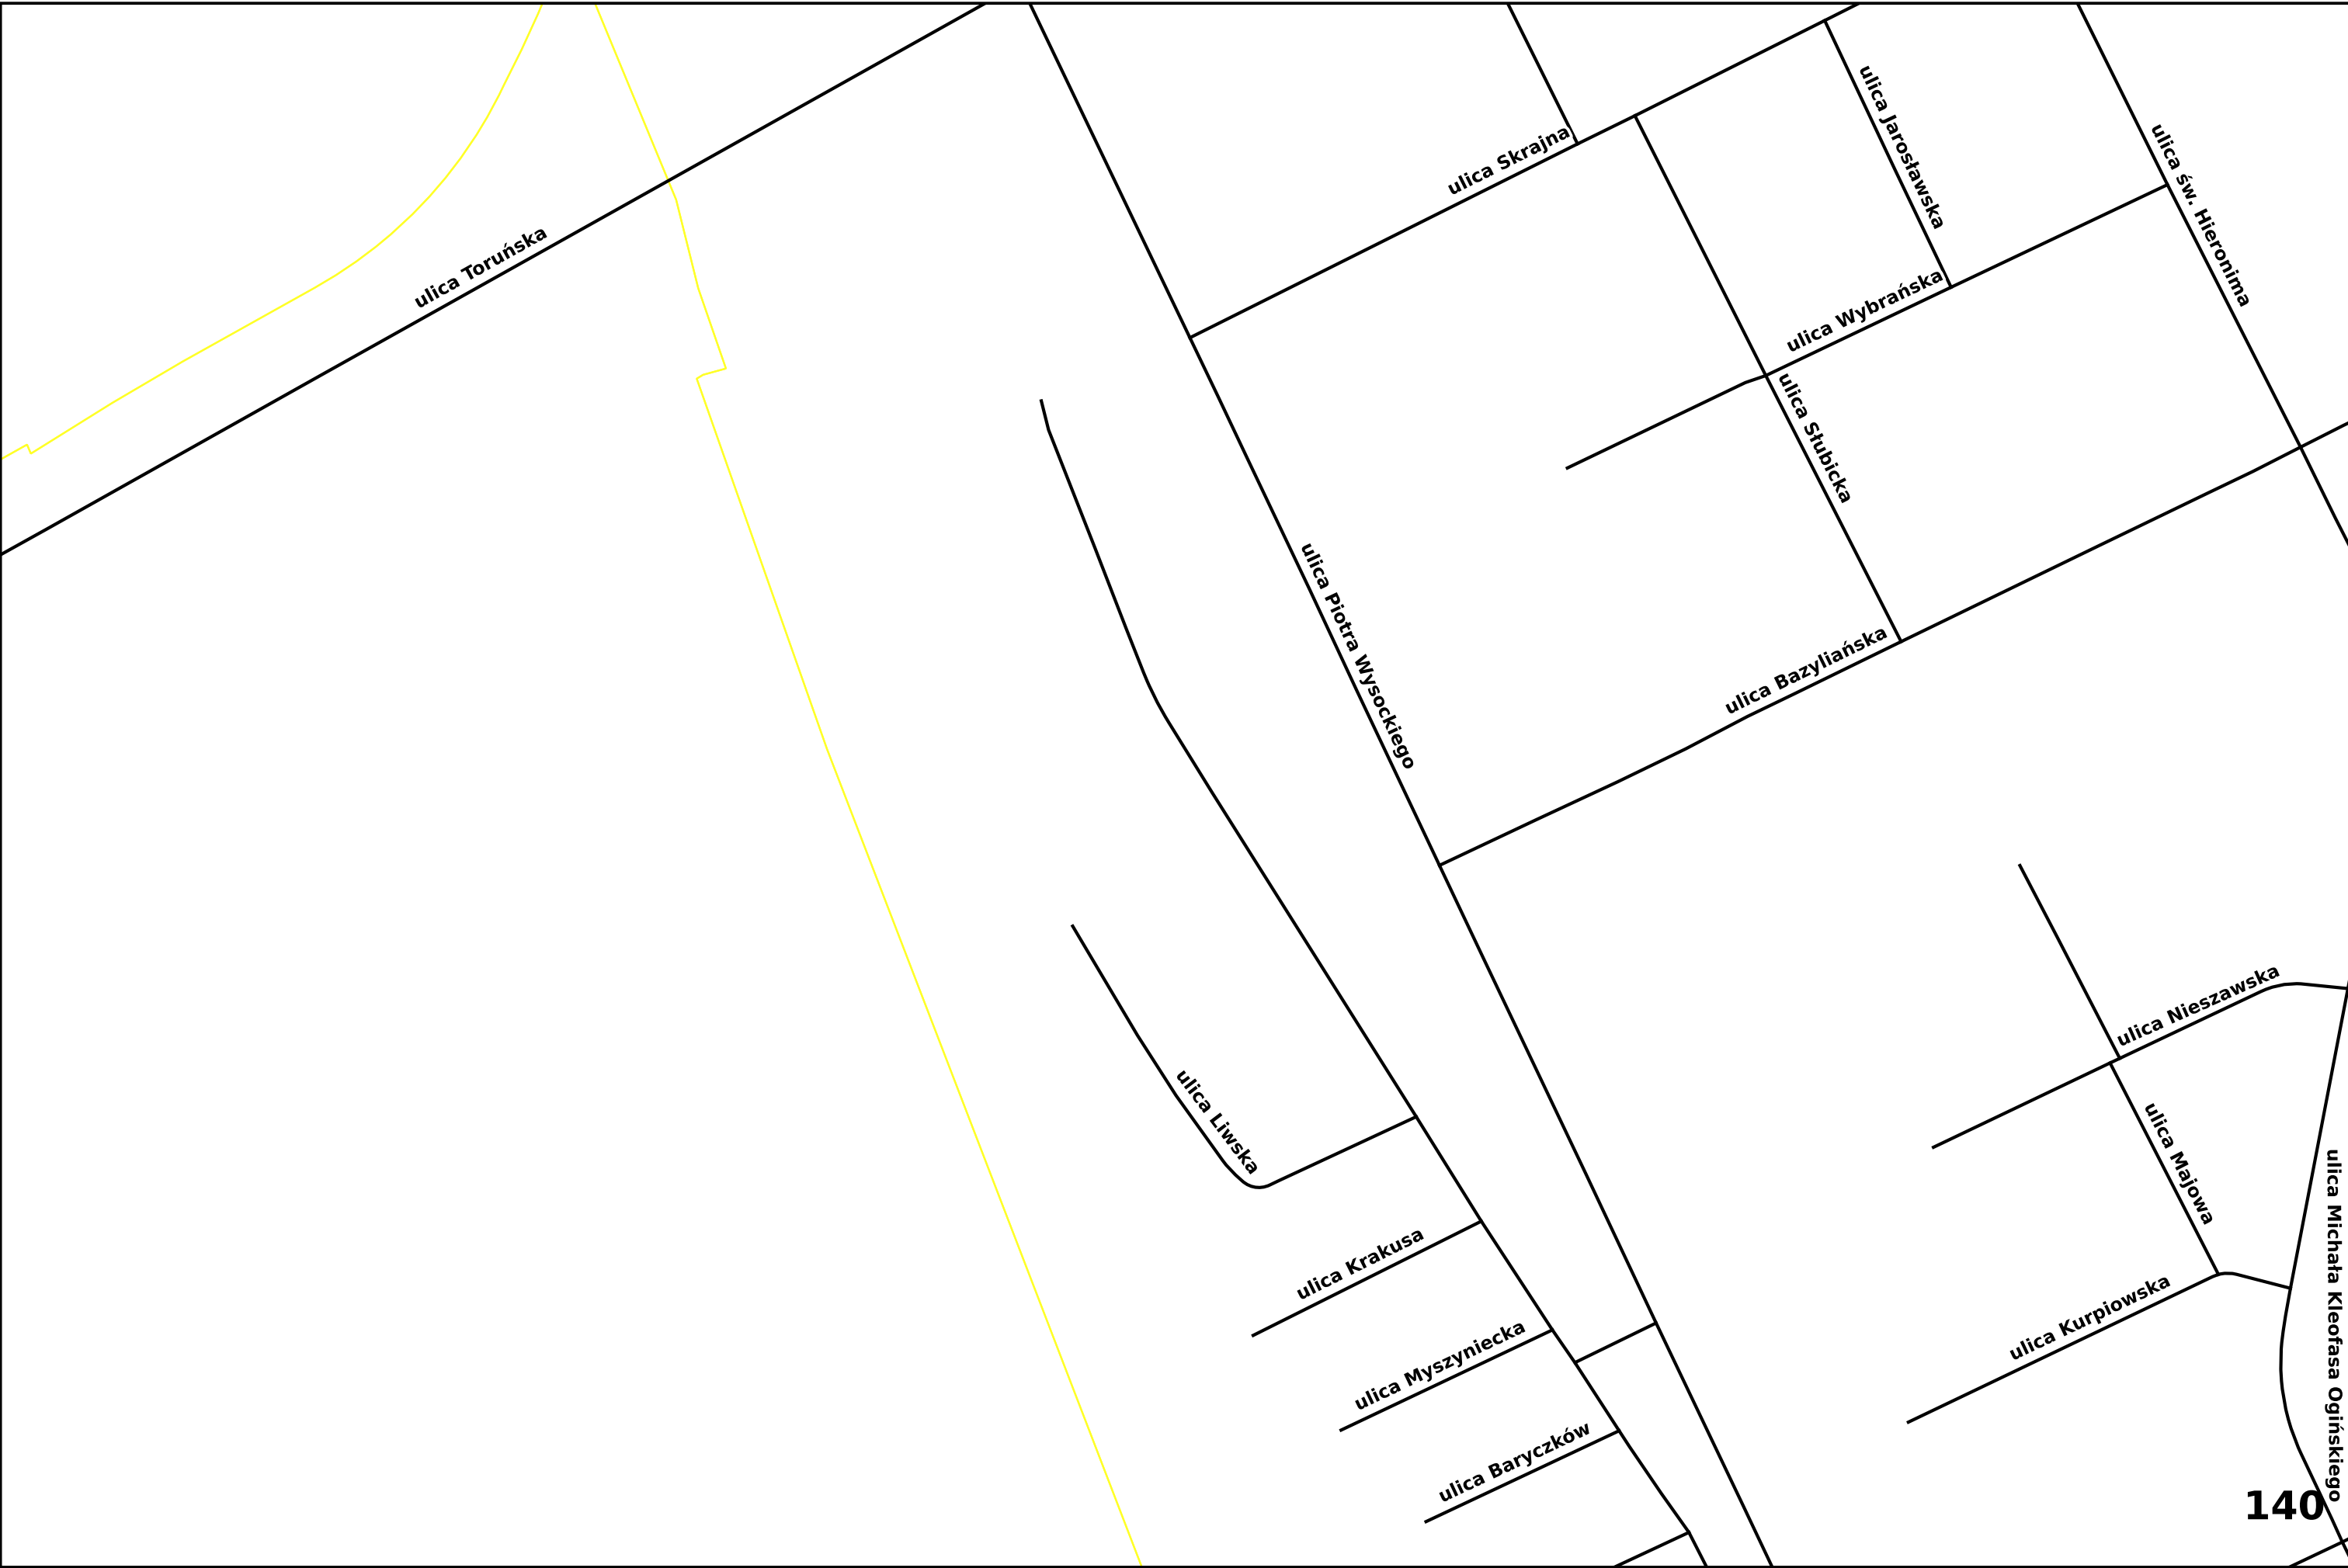 ulica Skrajna
ulica Jarosławska
ulica św. Hieronima
ulica Toruńska
ulica Wybrańska
ulica Słubicka
ulica Piotra Wysockiego
ulica Bazyliańska
ulica Nieszawska
ulica Liwska
ulica Majowa
ulica Michała Kleofasa Ogińskiego
ulica Krakusa
ulica Kurpiowska
ulica Myszyniecka
ulica Baryczków
140